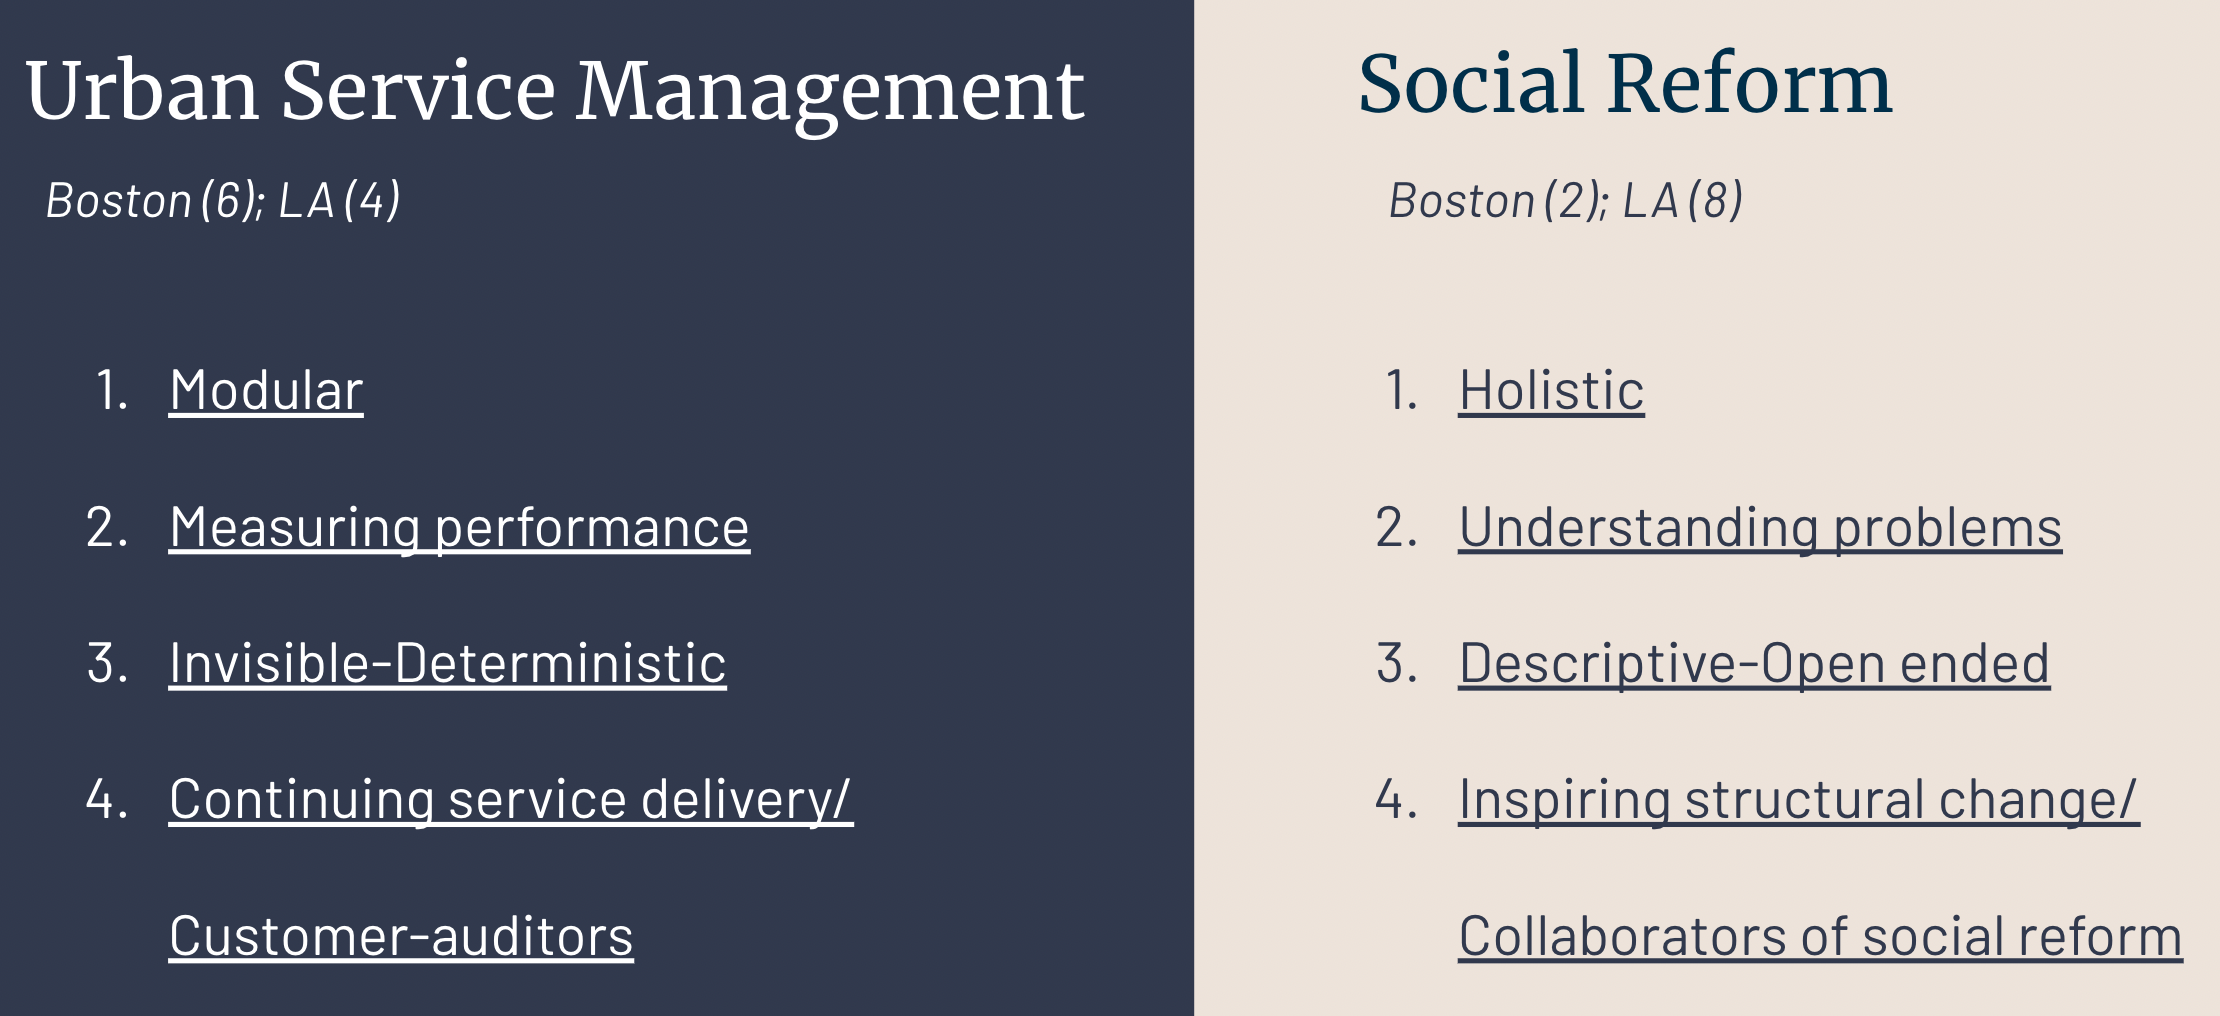 Urban Service Management
Boston (6); LA (4)
1. Modular
2. Measuring performance
3. Invisible-Deterministic
4. Continuing service delivery/
Customer-auditors
Social Reform
Boston (2); LA (8)
1. Holistic
2. Understanding problems
3. Descriptive-Open ended
4. Inspiring structural change/
Collaborators of social reform